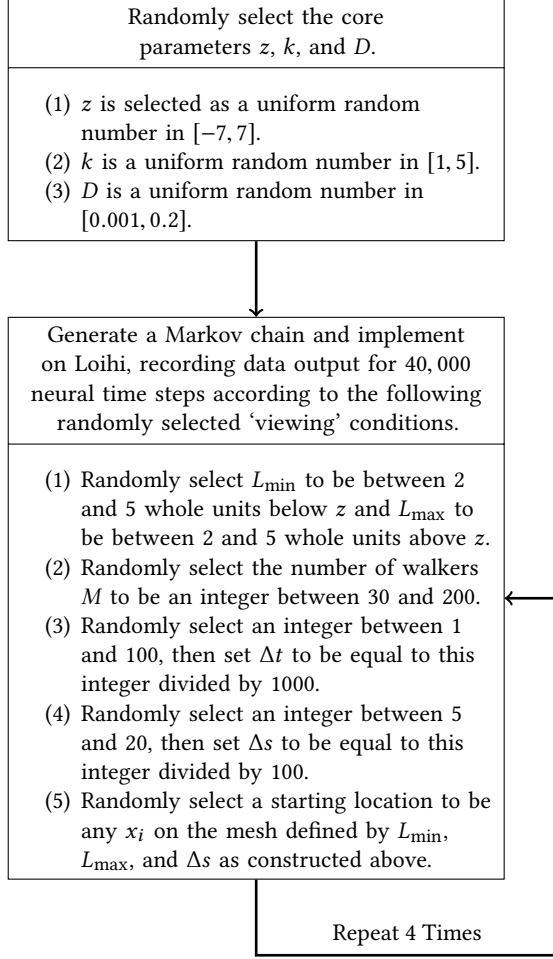 Randomly select the core
parameters z, k, and D.
(1) z is selected as a uniform random
number in [−7, 7].
(2) k is a uniform random number in [1, 5].
(3) D is a uniform random number in
[0.001, 0.2].
Generate a Markov chain and implement
on Loihi, recording data output for 40, 000
neural time steps according to the following
randomly selected ‘viewing’ conditions.
(1) Randomly select L_min to be between 2
and 5 whole units below z and L_max to
be between 2 and 5 whole units above z.
(2) Randomly select the number of walkers
M to be an integer between 30 and 200.
(3) Randomly select an integer between 1
and 100, then set Δt to be equal to this
integer divided by 1000.
(4) Randomly select an integer between 5
and 20, then set Δs to be equal to this
integer divided by 100.
(5) Randomly select a starting location to be
any x_i on the mesh defined by L_min,
L_max, and Δs as constructed above.
Repeat 4 Times